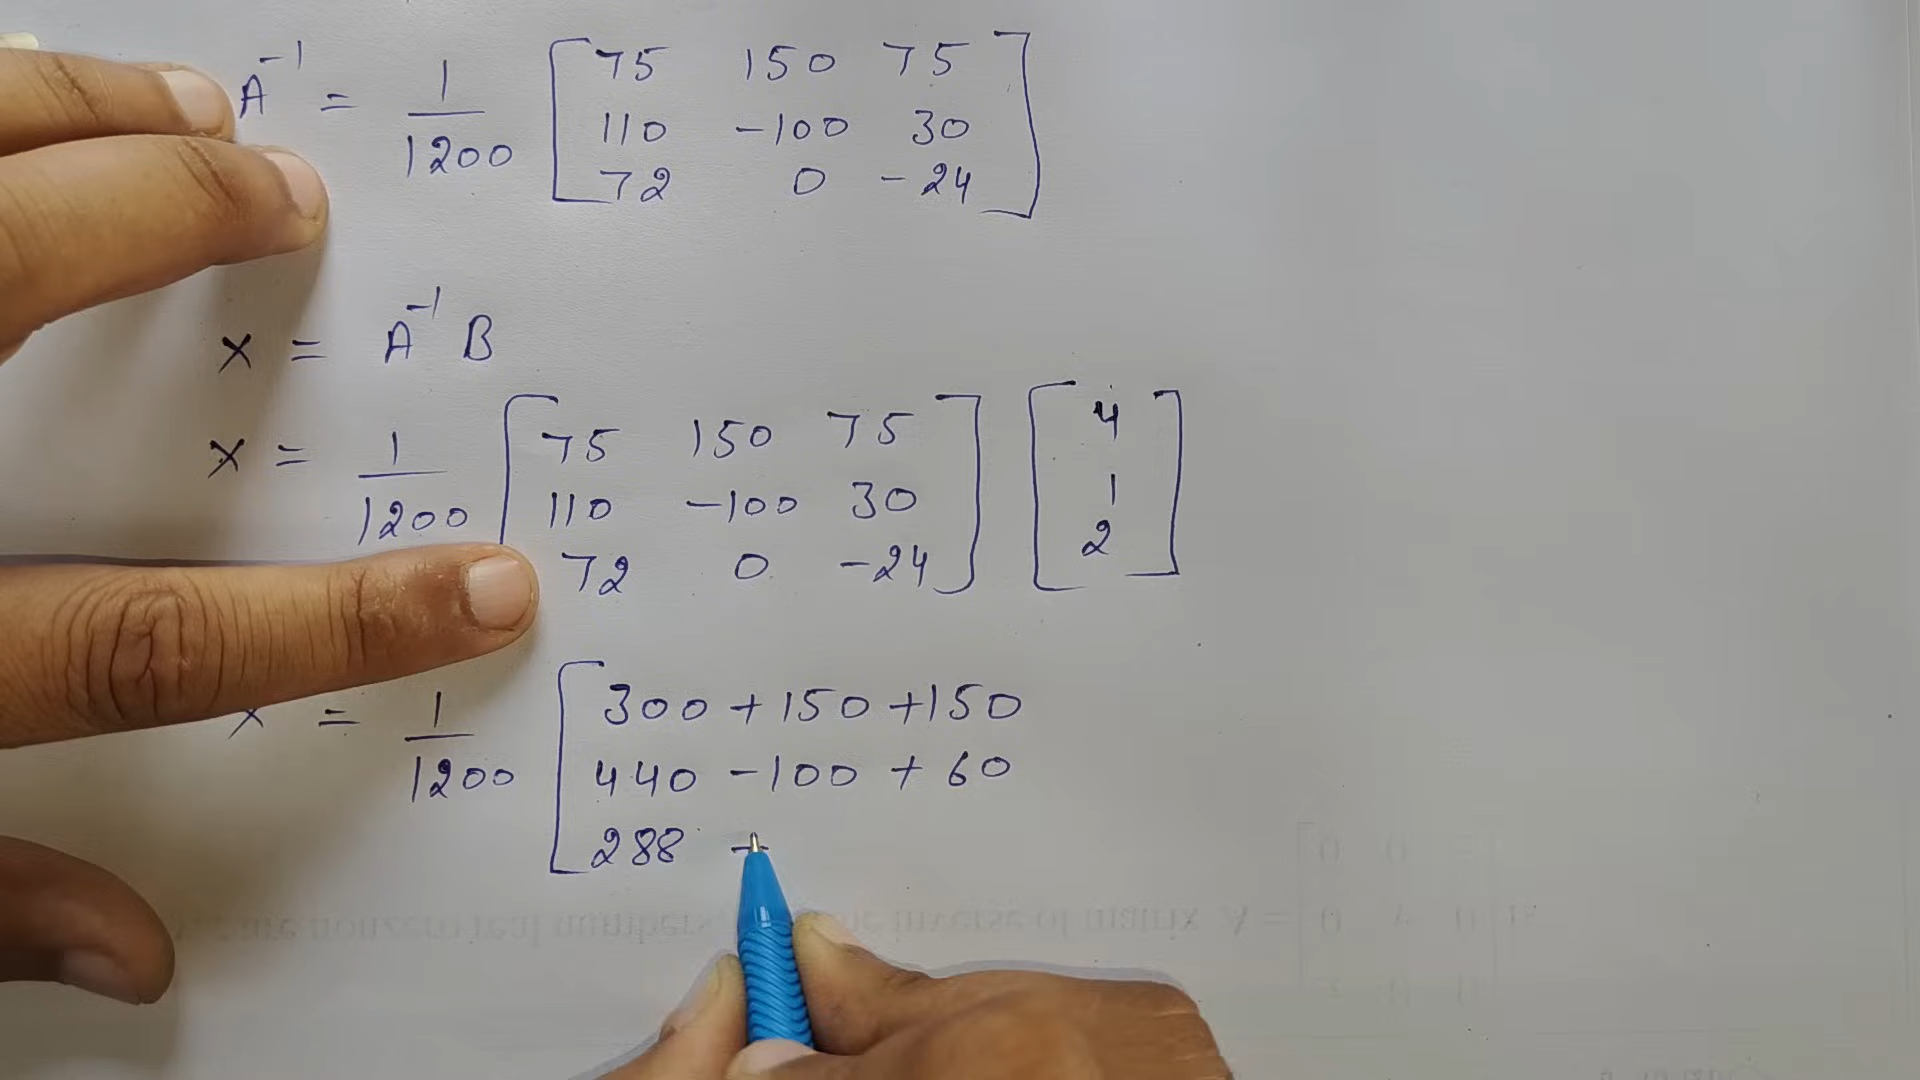 A⁻¹ = 1/1200 [75 150 75
110 -100 30
72 0 -24]
X = A⁻¹ B
X = 1/1200 [75 150 75
110 -100 30
72 0 -24] [4
1
2]
X = 1/1200 [300 + 150 + 150
440 - 100 + 60
288 +